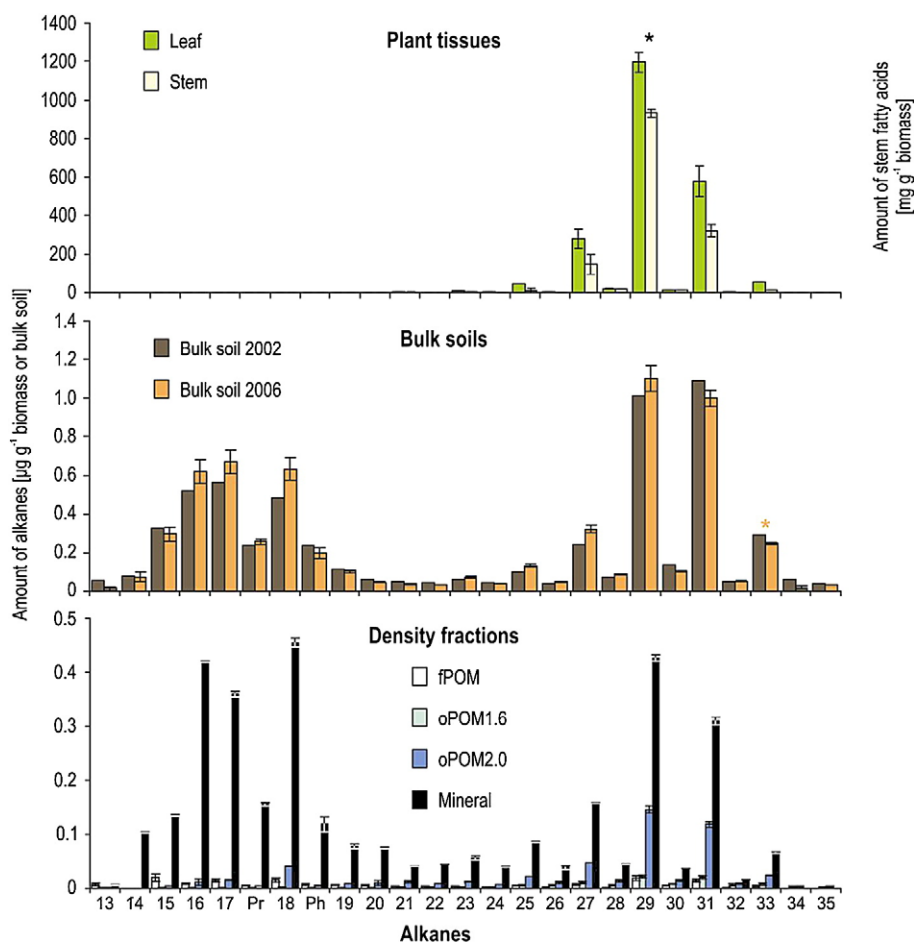 1400
1200
1000
800
600
400
200
0
Leaf
Stem
Plant tissues
*
Amount of stem fatty acids
[mg g⁻¹ biomass]
Amount of alkanes [µg g⁻¹ biomass or bulk soil]
1.4
1.2
1.0
0.8
0.6
0.4
0.2
0
Bulk soil 2002
Bulk soil 2006
Bulk soils
*
0.5
0.4
0.3
0.2
0.1
0
Density fractions
fPOM
oPOM1.6
oPOM2.0
Mineral
13 14 15 16 17 Pr 18 Ph 19 20 21 22 23 24 25 26 27 28 29 30 31 32 33 34 35
Alkanes